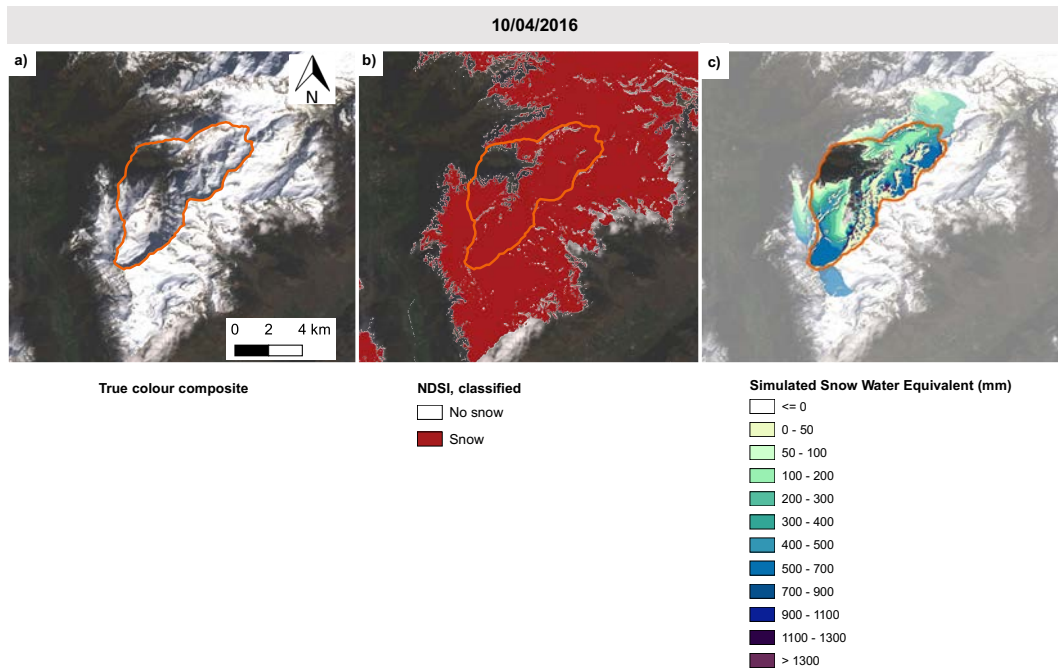 10/04/2016
a)
N
b)
c)
0 2 4 km
True colour composite
NDSI, classified
No snow
Snow
Simulated Snow Water Equivalent (mm)
<= 0
0 - 50
50 - 100
100 - 200
200 - 300
300 - 400
400 - 500
500 - 700
700 - 900
900 - 1100
1100 - 1300
> 1300